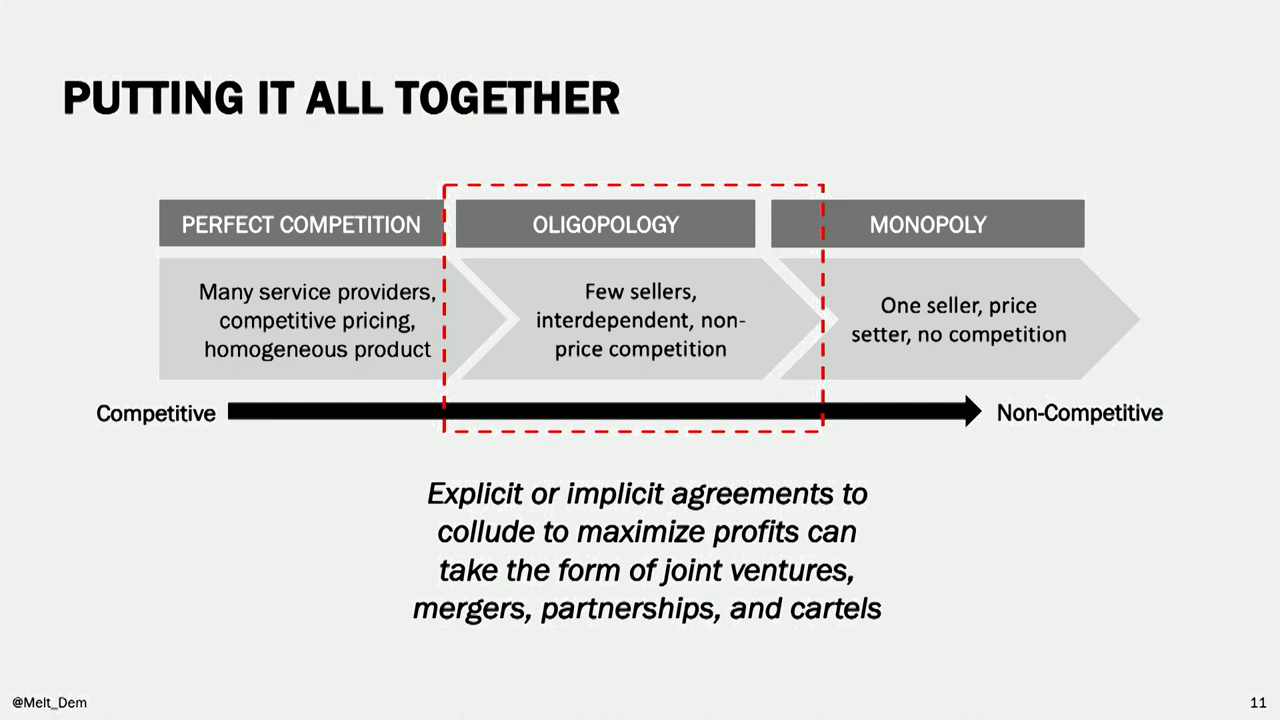 PUTTING IT ALL TOGETHER
PERFECT COMPETITION
Many service providers,
competitive pricing,
homogeneous product
OLIGOPOLOGY
Few sellers,
interdependent, non-
price competition
MONOPOLY
One seller, price
setter, no competition
Competitive
Non-Competitive
Explicit or implicit agreements to
collude to maximize profits can
take the form of joint ventures,
mergers, partnerships, and cartels
@Melt_Dem
11